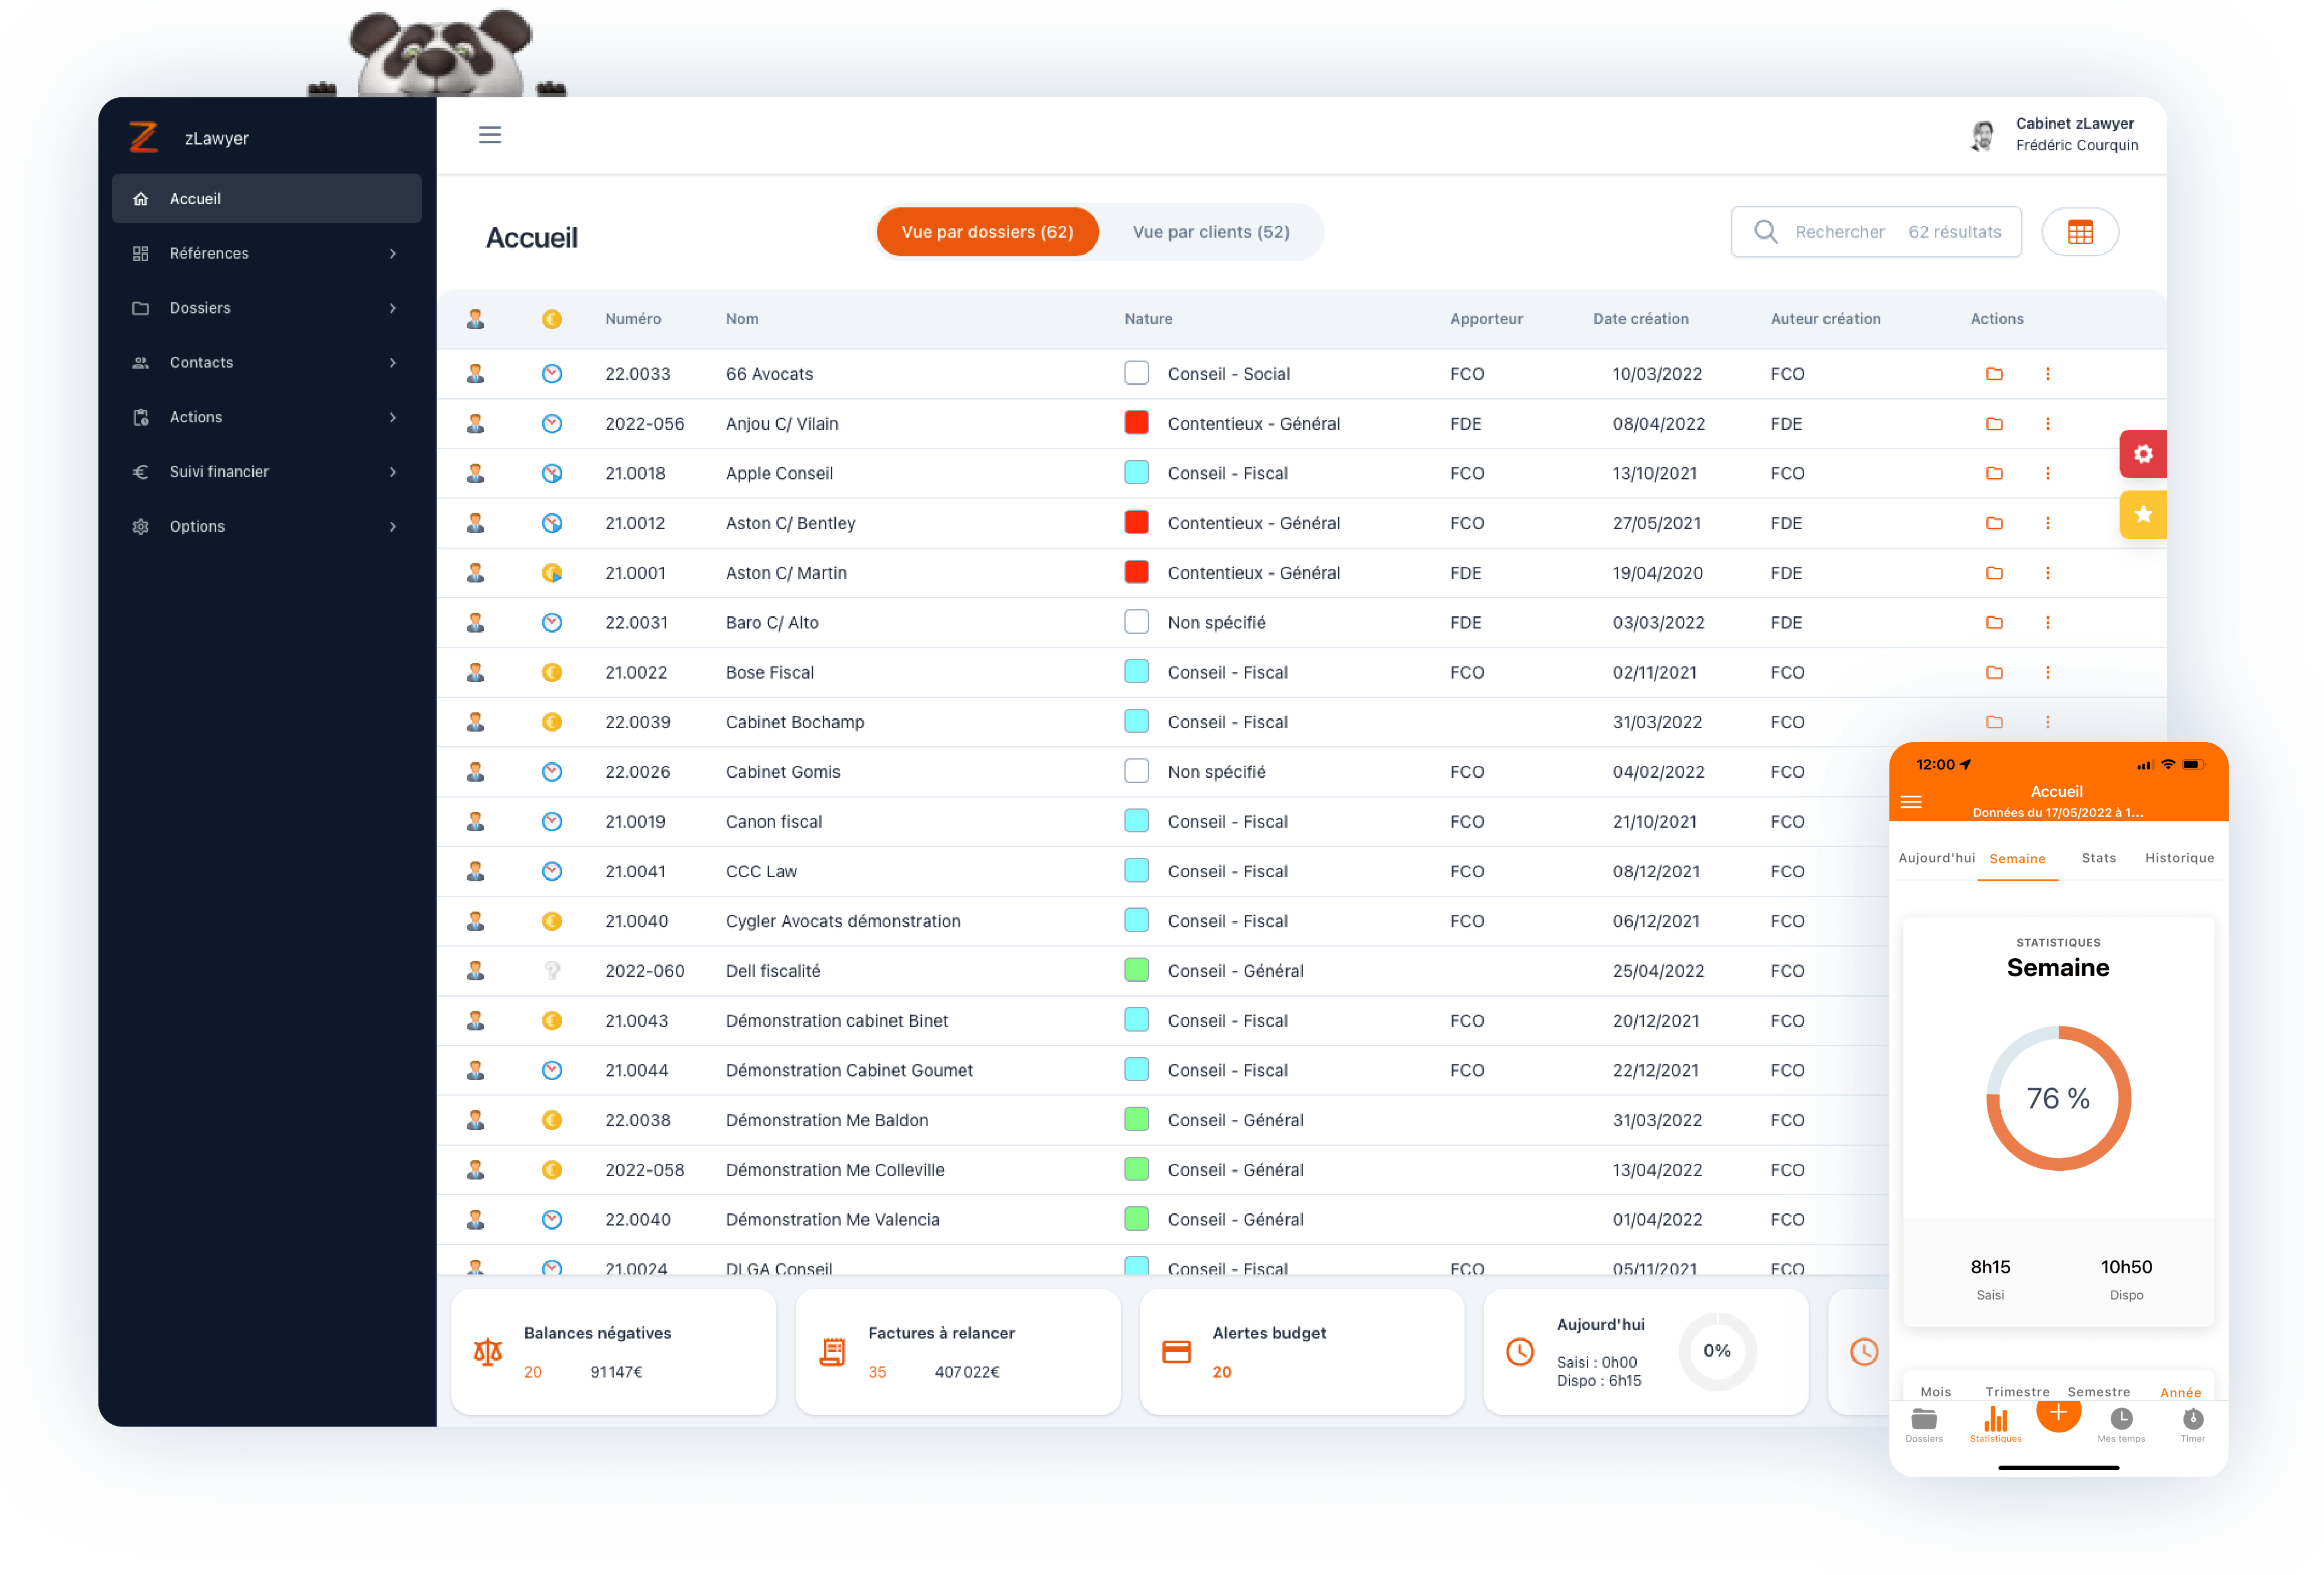 zLawyer
Accueil
Références
Dossiers
Contacts
Actions
Suivi financier
Options
Cabinet zLawyer
Frédéric Courquin
Accueil
Vue par dossiers (62) Vue par clients (52)
Rechercher 62 résultats
Numéro Nom Nature Apporteur Date création Auteur création Actions
22.0033 66 Avocats Conseil - Social FCO 10/03/2022 FCO
2022-056 Anjou C/ Vilain Contentieux - Général FDE 08/04/2022 FDE
21.0018 Apple Conseil Conseil - Fiscal FCO 13/10/2021 FCO
21.0012 Aston C/ Bentley Contentieux - Général FCO 27/05/2021 FDE
21.0001 Aston C/ Martin Contentieux - Général FDE 19/04/2020 FDE
22.0031 Baro C/ Alto Non spécifié FDE 03/03/2022 FDE
21.0022 Bose Fiscal Conseil - Fiscal FCO 02/11/2021 FCO
22.0039 Cabinet Bochamp Conseil - Fiscal 31/03/2022 FCO
22.0026 Cabinet Gomis Non spécifié FCO 04/02/2022 FCO
21.0019 Canon fiscal Conseil - Fiscal FCO 21/10/2021 FCO
21.0041 CCC Law Conseil - Fiscal FCO 08/12/2021 FCO
21.0040 Cygler Avocats démonstration Conseil - Fiscal FCO 06/12/2021 FCO
2022-060 Dell fiscalité Conseil - Général 25/04/2022 FCO
21.0043 Démonstration cabinet Binet Conseil - Fiscal FCO 20/12/2021 FCO
21.0044 Démonstration Cabinet Goumet Conseil - Fiscal FCO 22/12/2021 FCO
22.0038 Démonstration Me Baldon Conseil - Général 31/03/2022 FCO
2022-058 Démonstration Me Colleville Conseil - Général 13/04/2022 FCO
22.0040 Démonstration Me Valencia Conseil - Général 01/04/2022 FCO
21.0024 DLGA Conseil Conseil - Fiscal FCO 05/11/2021 FCO
Balances négatives
20 91 147€
Factures à relancer
35 407 022€
Alertes budget
20
Aujourd'hui
Saisi : 0h00
Dispo : 6h15
0%
12:00
Accueil
Données du 17/05/2022 à 1...
Aujourd'hui Semaine Stats Historique
STATISTIQUES
Semaine
76 %
8h15 10h50
Saisi Dispo
Mois Trimestre Semestre Année
Dossiers Statistiques Mes temps Timer